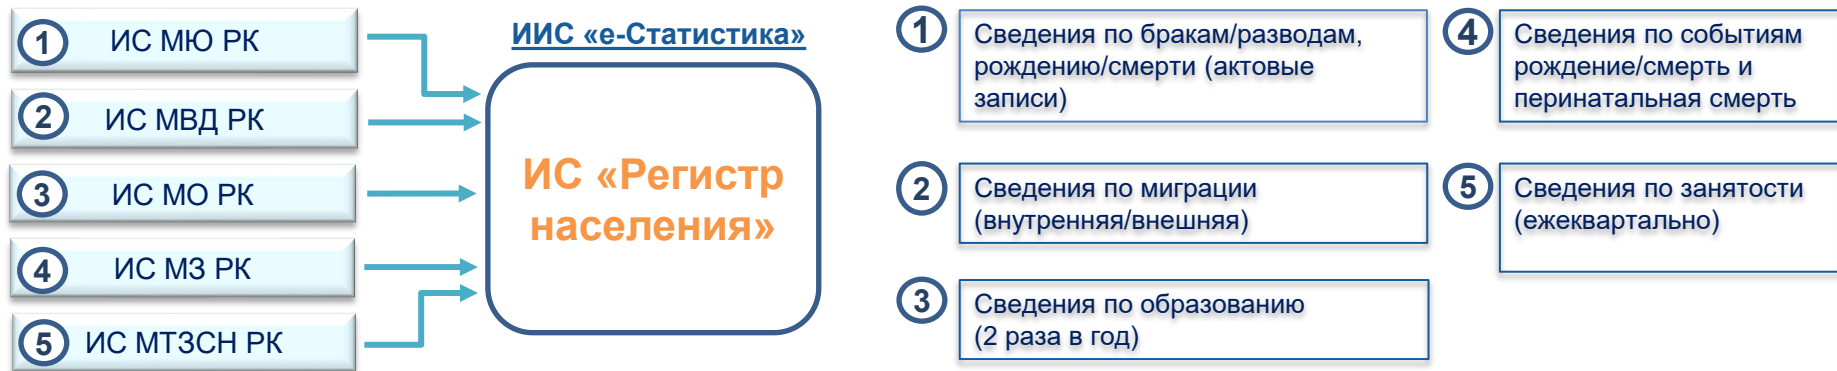 1 ИС МЮ РК
2 ИС МВД РК
3 ИС МО РК
4 ИС МЗ РК
5 ИС МТЗСН РК
ИИС «е-Статистика»
ИС «Регистр
населения»
1 Сведения по бракам/разводам,
рождению/смерти (актовые
записи)
2 Сведения по миграции
(внутренняя/внешняя)
3 Сведения по образованию
(2 раза в год)
4 Сведения по событиям
рождение/смерть и
перинатальная смерть
5 Сведения по занятости
(ежеквартально)